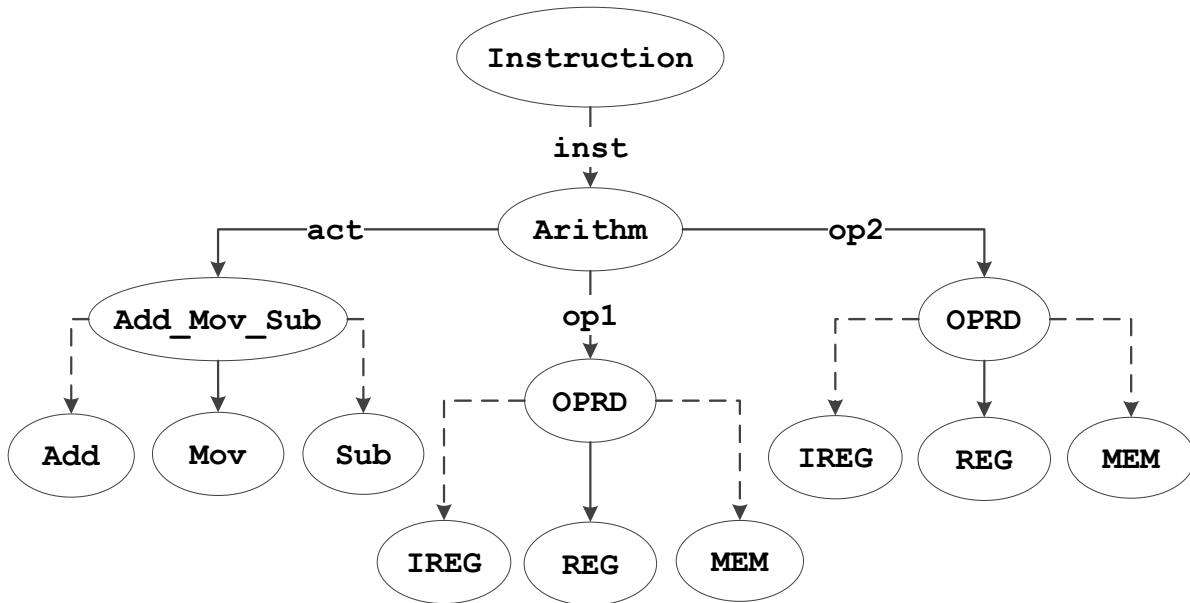 Instruction
inst
act
Arithm
op2
Add_Mov_Sub
op1
OPRD
OPRD
Add
Mov
Sub
IREG
REG
MEM
IREG
REG
MEM